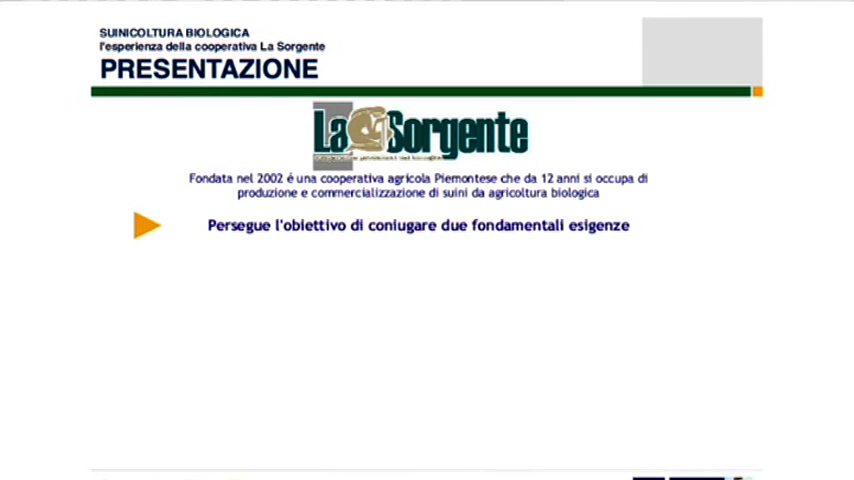 SUINICOLTURA BIOLOGICA
l'esperienza della cooperativa La Sorgente
PRESENTAZIONE
La Sorgente
Fondata nel 2002 é una cooperativa agricola Piemontese che da 12 anni si occupa di
produzione e commercializzazione di suini da agricoltura biologica
Persegue l'obiettivo di coniugare due fondamentali esigenze